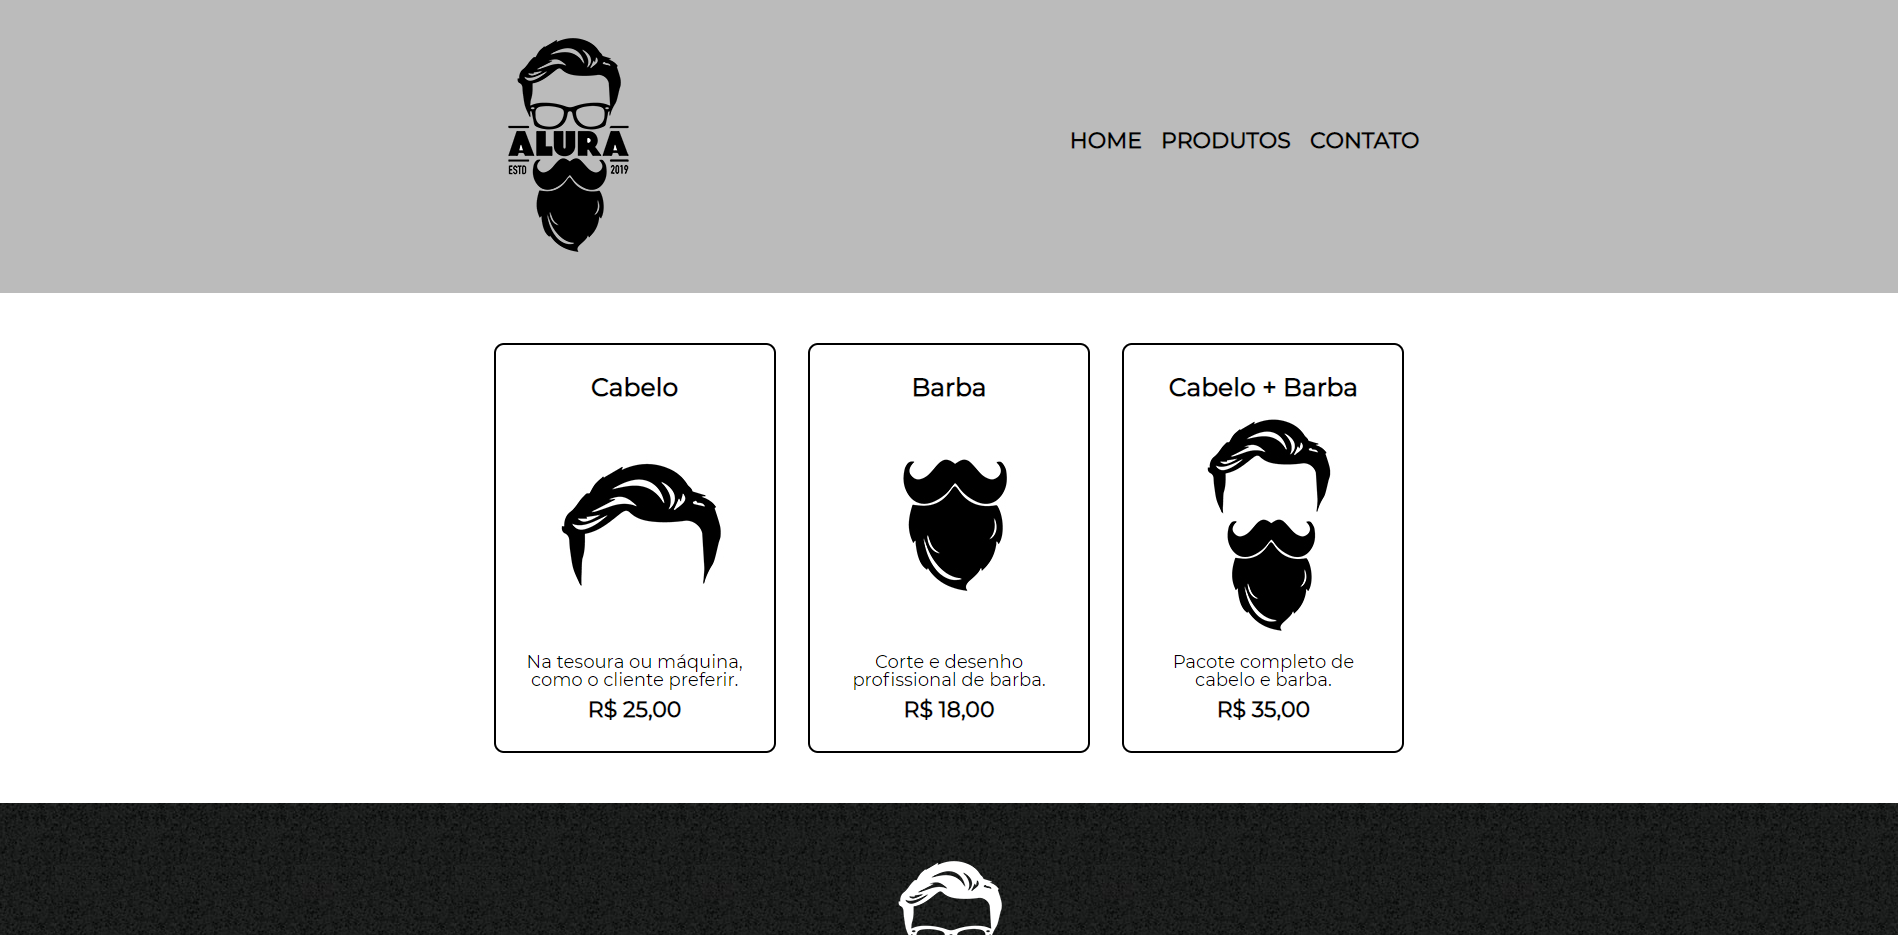 ALURA
ESTD 2019
HOME PRODUTOS CONTATO
Cabelo
Na tesoura ou máquina,
como o cliente preferir.
R$ 25,00
Barba
Corte e desenho
profissional de barba.
R$ 18,00
Cabelo + Barba
Pacote completo de
cabelo e barba.
R$ 35,00